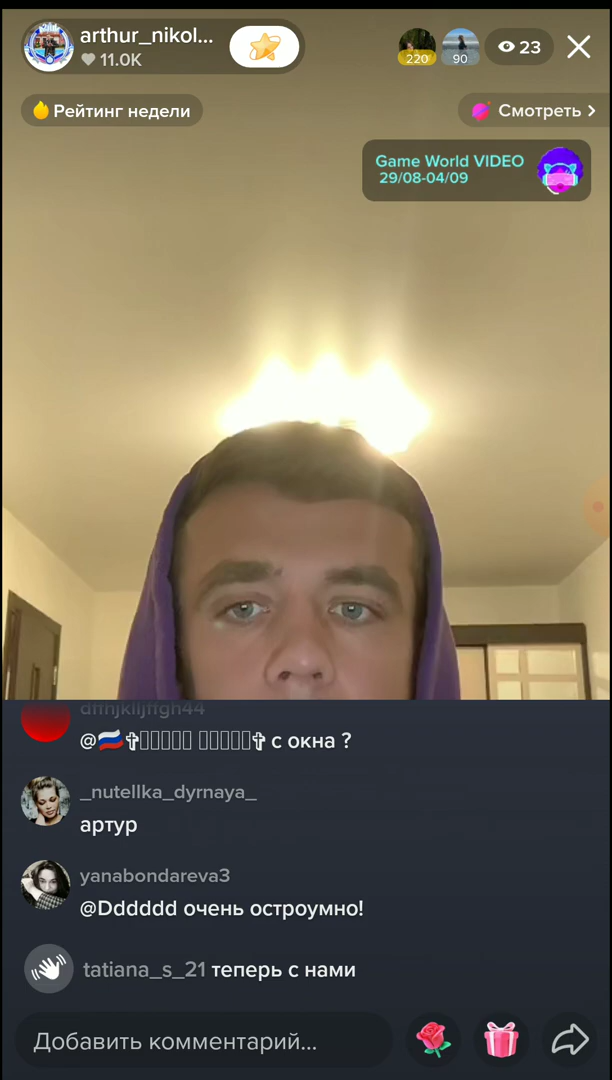 arthur_nikol...
11.0K
220
90
23
Рейтинг недели
Смотреть
Game World VIDEO
29/08-04/09
@🇷🇺✞▯▯▯▯▯ ▯▯▯▯▯✞ с окна ?
_nutellka_dyrnaya_
артур
yanabondareva3
@Dddddd очень остроумно!
tatiana_s_21 теперь с нами
Добавить комментарий...